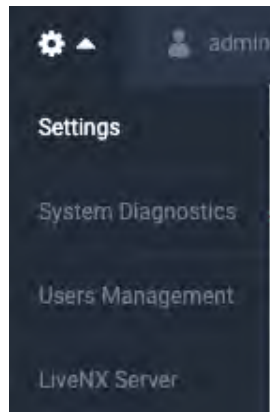 admin
Settings
System Diagnostics
Users Management
LiveNX Server